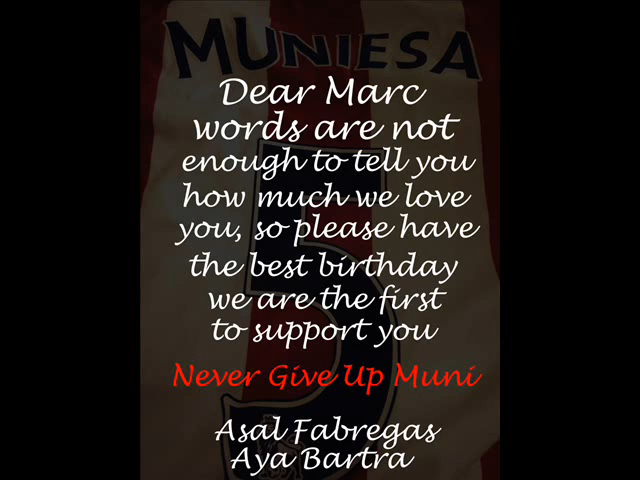 MUNIESA
Dear Marc
words are not
enough to tell you
how much we love
you, so please have
the best birthday
we are the first
to support you
Never Give Up Muni
Asal Fabregas
Aya Bartra
5